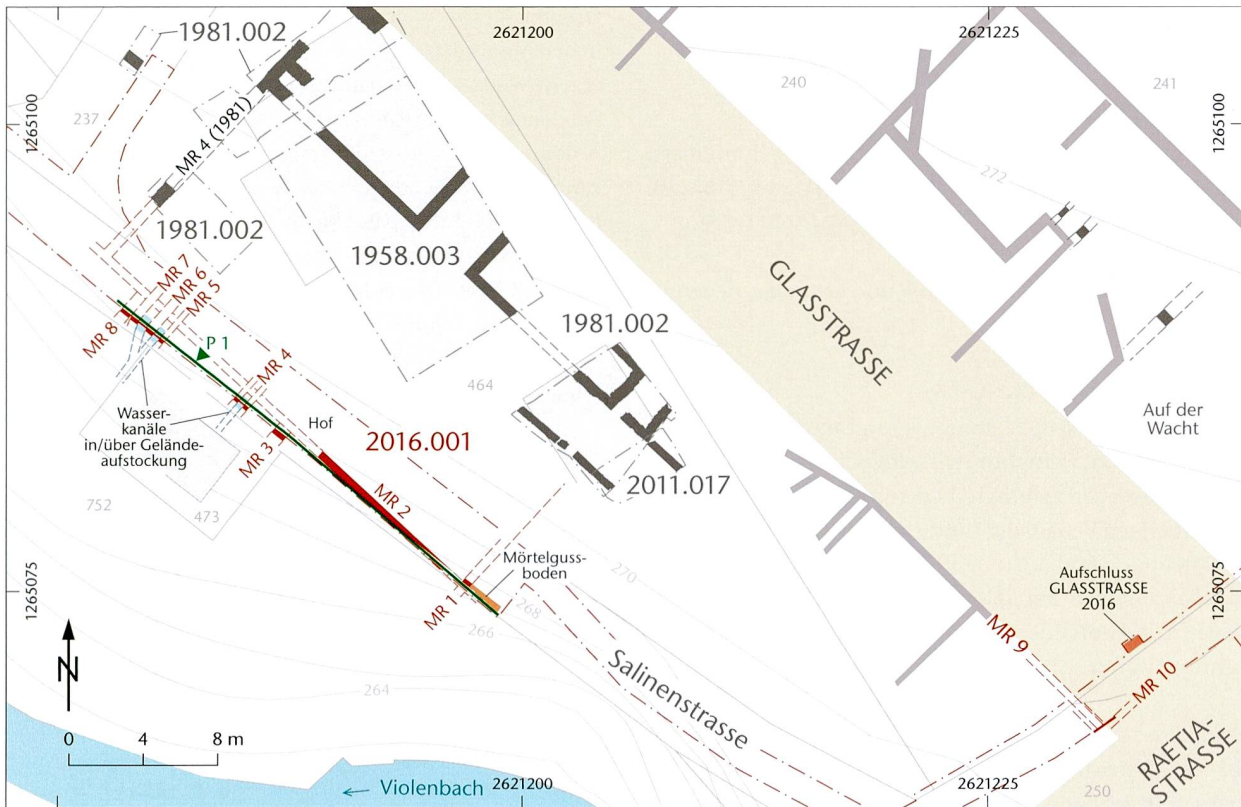 2621200
2621225
1981.002
240
241
237
1265100
1265100
MR 4 (1981)
272
1981.002
1958.003
MR 7
MR 6
MR 5
MR 8
GLASSTRASSE
1981.002
P 1
MR 4
464
Auf der
Wacht
Wasser-
kanäle
in/über Gelände-
aufstockung
Hof
2016.001
MR 3
2011.017
752
473
MR 2
Mörtelguss-
boden
270
1265075
1265075
Aufschluss
GLASSTRASSE
2016
MR 1
268
266
MR 9
N
264
Salinenstrasse
MR 10
0 4 8 m
RAETIA-
STRASSE
Violenbach
2621200
2621225
250